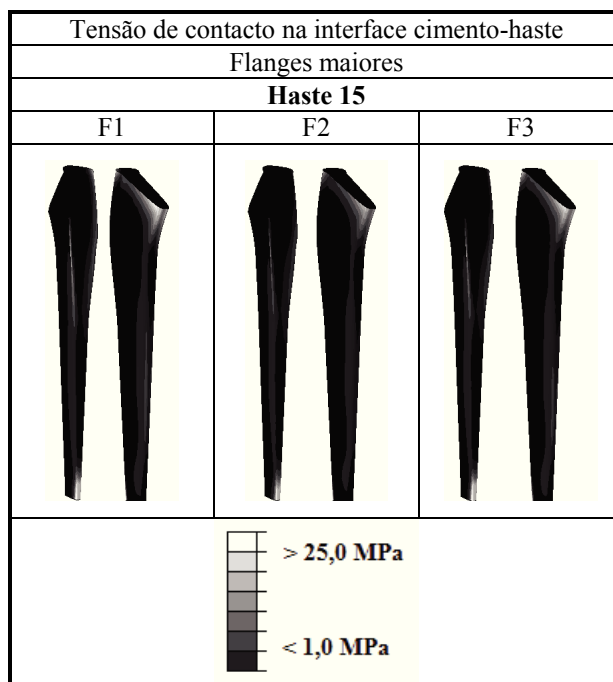 Tensão de contacto na interface cimento-haste
Flanges maiores
Haste 15
F1 F2 F3
> 25,0 MPa
< 1,0 MPa